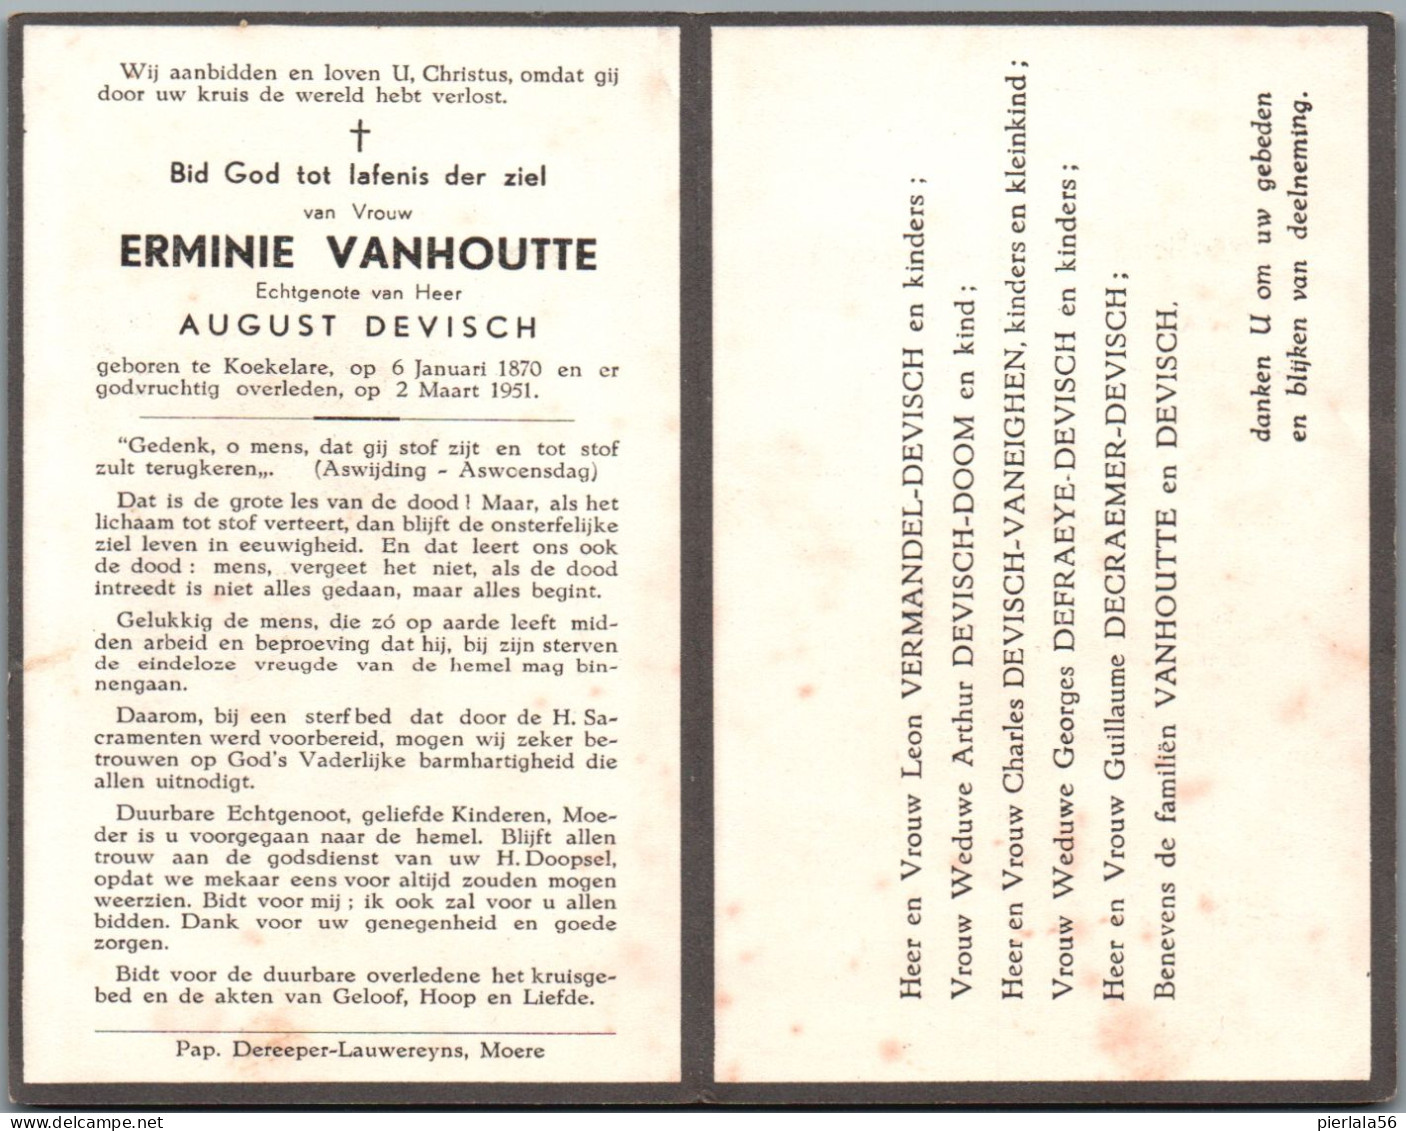 Wij aanbidden en loven U, Christus, omdat gij
door uw kruis de wereld hebt verlost.
†
Bid God tot lafenis der ziel
van Vrouw
ERMINIE VANHOUTTE
Echtgenote van Heer
AUGUST DEVISCH
geboren te Koekelare, op 6 Januari 1870 en er
godvruchtig overleden, op 2 Maart 1951.
“Gedenk, o mens, dat gij stof zijt en tot stof
zult terugkeren„. (Aswijding - Aswoensdag)
Dat is de grote les van de dood! Maar, als het
lichaam tot stof verteert, dan blijft de onsterfelijke
ziel leven in eeuwigheid. En dat leert ons ook
de dood: mens, vergeet het niet, als de dood
intreedt is niet alles gedaan, maar alles begint.
Gelukkig de mens, die zó op aarde leeft mid-
den arbeid en beproeving dat hij, bij zijn sterven
de eindeloze vreugde van de hemel mag bin-
nengaan.
Daarom, bij een sterfbed dat door de H. Sa-
cramenten werd voorbereid, mogen wij zeker be-
trouwen op God's Vaderlijke barmhartigheid die
allen uitnodigt.
Duurbare Echtgenoot, geliefde Kinderen, Moe-
der is u voorgegaan naar de hemel. Blijft allen
trouw aan de godsdienst van uw H. Doopsel,
opdat we mekaar eens voor altijd zouden mogen
weerzien. Bidt voor mij; ik ook zal voor u allen
bidden. Dank voor uw genegenheid en goede
zorgen.
Bidt voor de duurbare overledene het kruisge-
bed en de akten van Geloof, Hoop en Liefde.
Pap. Dereeper-Lauwereyns, Moere
Heer en Vrouw Leon VERMANDEL-DEVISCH en kinders;
Vrouw Weduwe Arthur DEVISCH-DOOM en kind;
Heer en Vrouw Charles DEVISCH-VANEIGHEN, kinders en kleinkind;
Vrouw Weduwe Georges DEFRAEYE-DEVISCH en kinders;
Heer en Vrouw Guillaume DECRAEMER-DEVISCH;
Benevens de familiën VANHOUTTE en DEVISCH.
danken U om uw gebeden
en blijken van deelneming.
delcampe.net
pierlala56